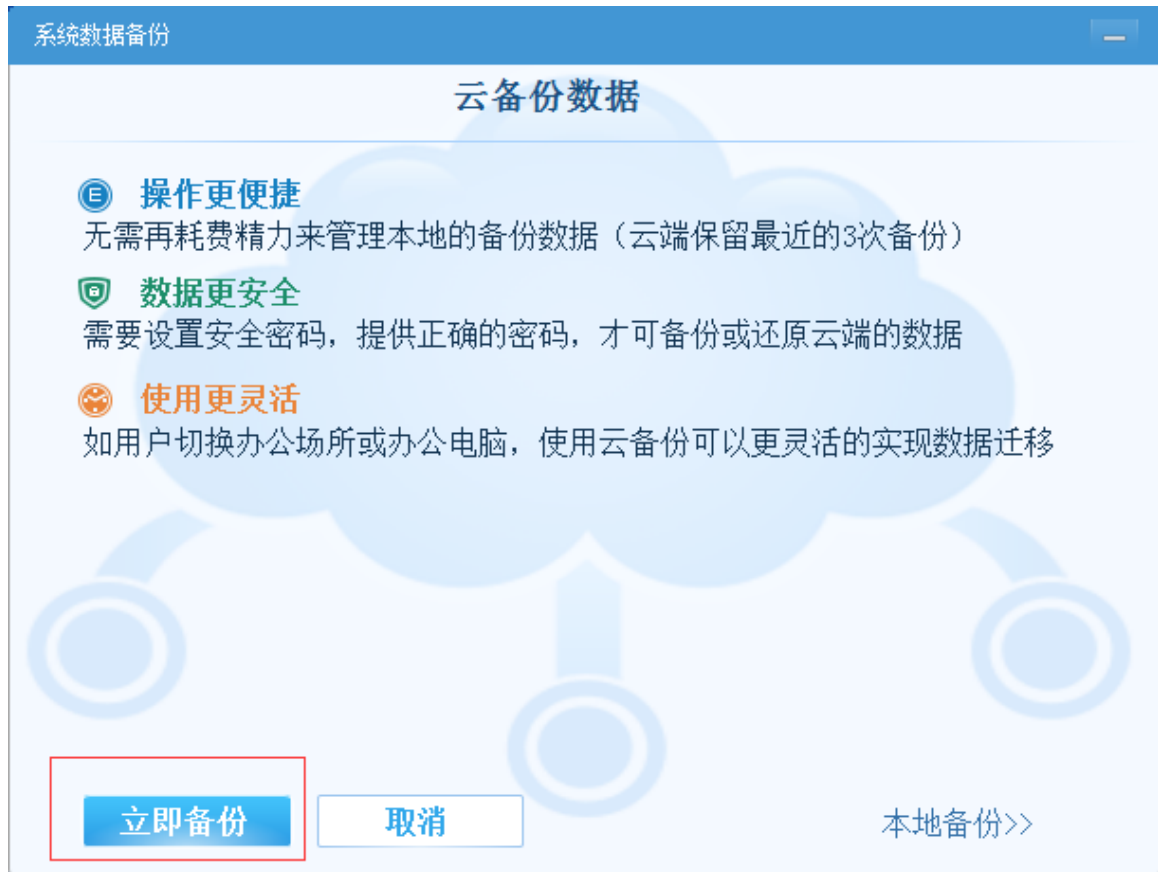 系统数据备份
云备份数据
操作更便捷
无需再耗费精力来管理本地的备份数据（云端保留最近的3次备份）
数据更安全
需要设置安全密码，提供正确的密码，才可备份或还原云端的数据
使用更灵活
如用户切换办公场所或办公电脑，使用云备份可以更灵活的实现数据迁移
立即备份 取消 本地备份>>